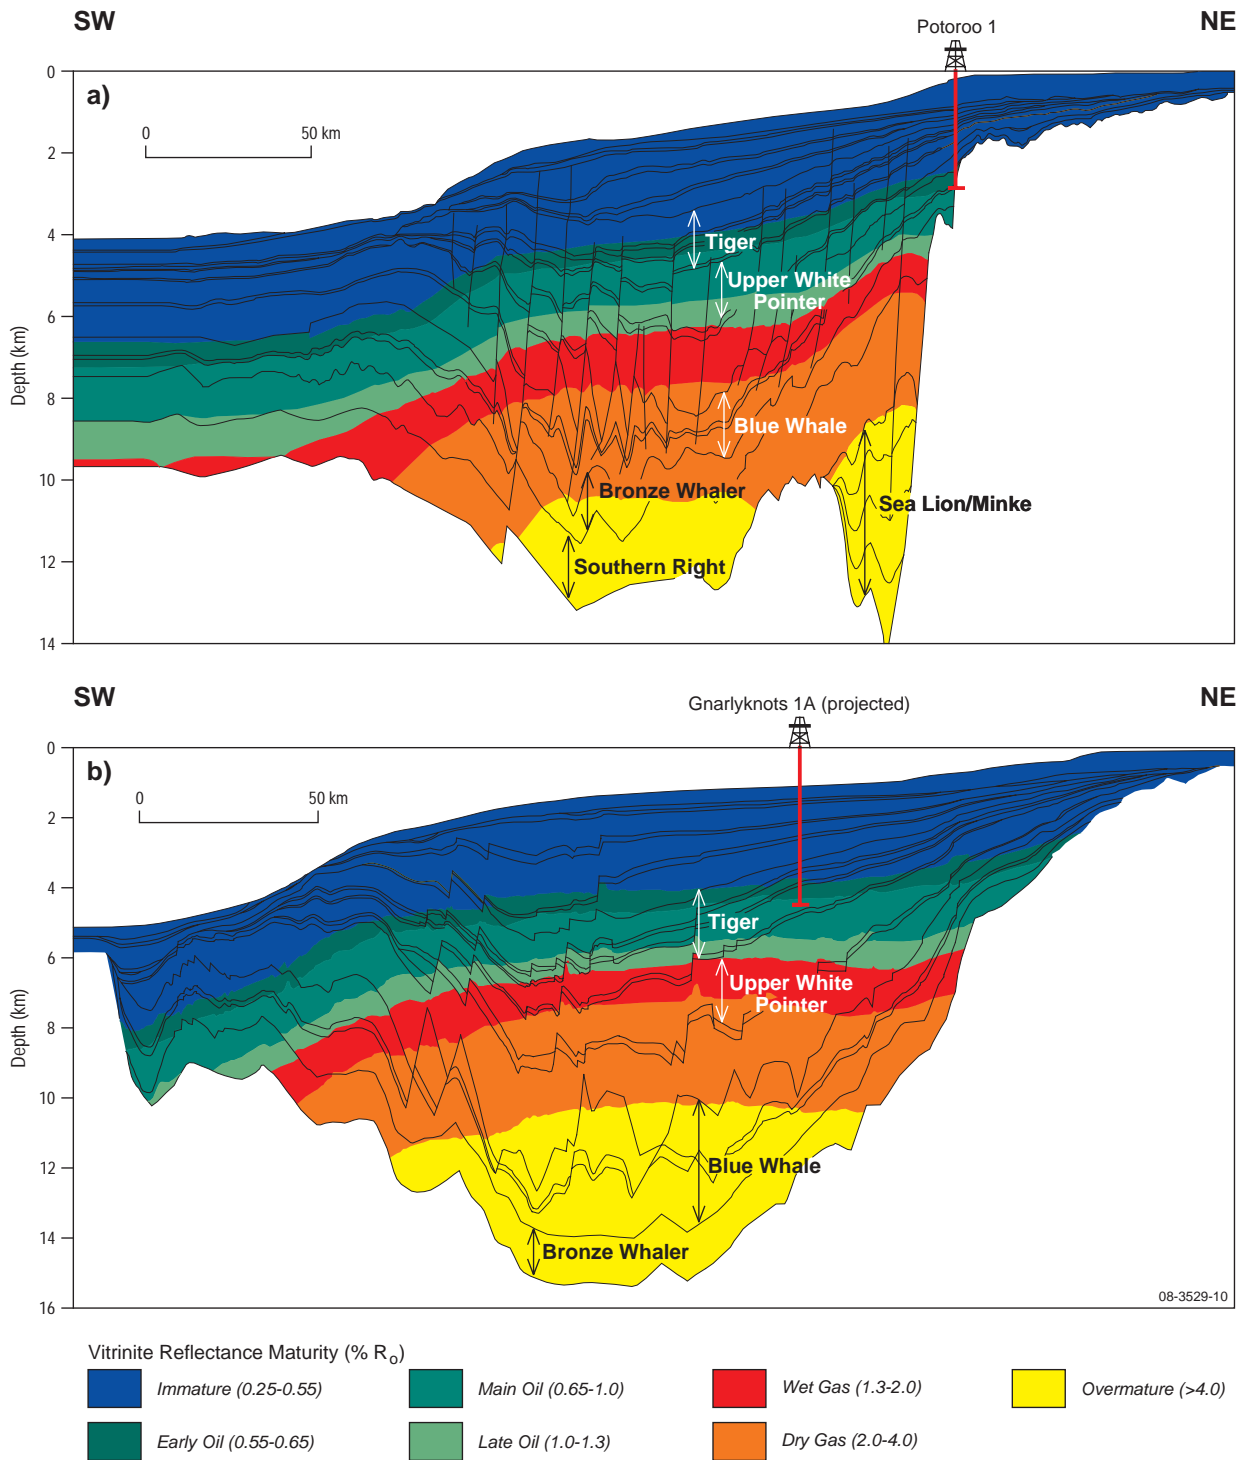 SW
NE
Potoroo 1
a)
0
50 km
0
2
4
6
8
10
12
14
Depth (km)
Tiger
Upper White
Pointer
Blue Whale
Bronze Whaler
Sea Lion/Minke
Southern Right
SW
NE
Gnarlyknots 1A (projected)
b)
0
50 km
0
2
4
6
8
10
12
14
16
Depth (km)
Tiger
Upper White
Pointer
Blue Whale
Bronze Whaler
08-3529-10
Vitrinite Reflectance Maturity (% Ro)
Immature (0.25-0.55)
Main Oil (0.65-1.0)
Wet Gas (1.3-2.0)
Overmature (>4.0)
Early Oil (0.55-0.65)
Late Oil (1.0-1.3)
Dry Gas (2.0-4.0)